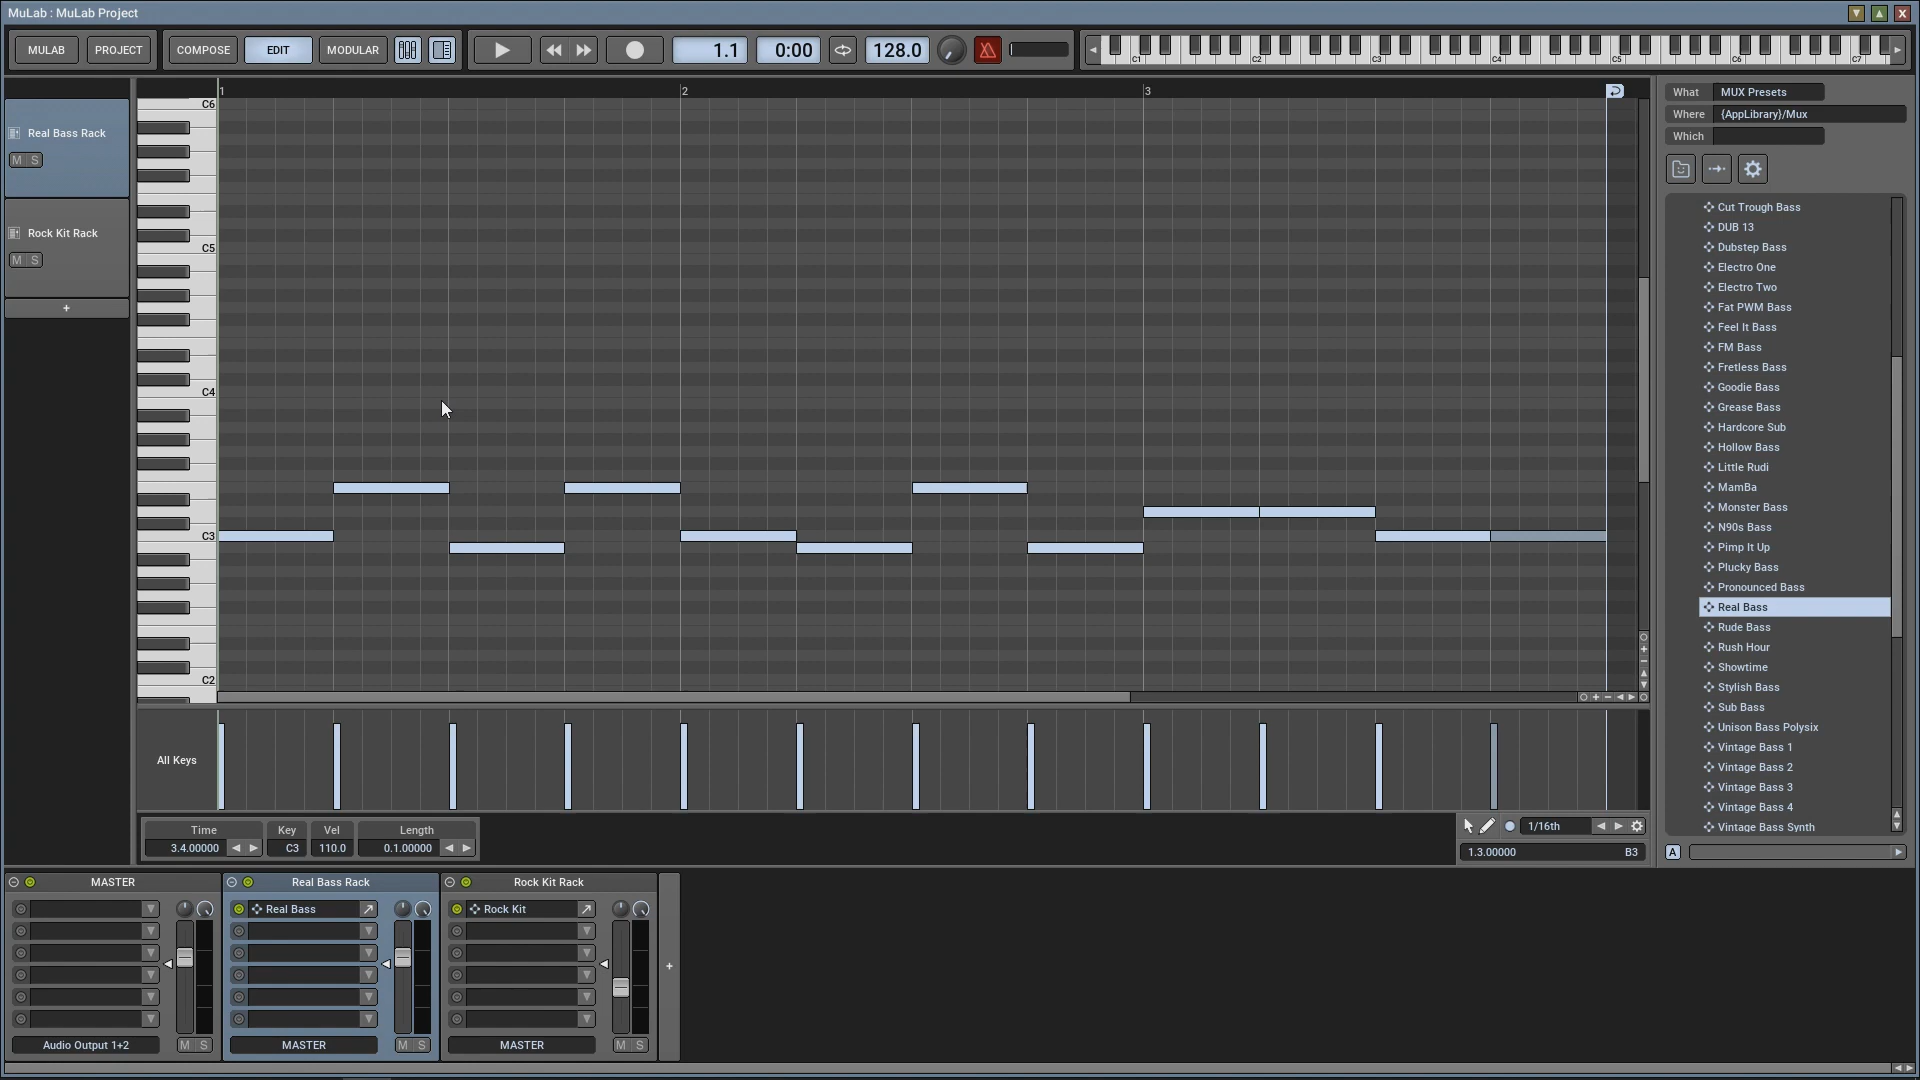 MuLab : MuLab Project
MULAB PROJECT COMPOSE EDIT MODULAR 1.1 0:00 128.0
C1 C2 C3 C4 C5 C6 C7
1 2 3
C6
C5
C4
C3
C2
Real Bass Rack
M S
Rock Kit Rack
M S
+
What MUX Presets
Where {AppLibrary}/Mux
Which
Cut Trough Bass
DUB 13
Dubstep Bass
Electro One
Electro Two
Fat PWM Bass
Feel It Bass
FM Bass
Fretless Bass
Goodie Bass
Grease Bass
Hardcore Sub
Hollow Bass
Little Rudi
MamBa
Monster Bass
N90s Bass
Pimp It Up
Plucky Bass
Pronounced Bass
Real Bass
Rude Bass
Rush Hour
Showtime
Stylish Bass
Sub Bass
Unison Bass Polysix
Vintage Bass 1
Vintage Bass 2
Vintage Bass 3
Vintage Bass 4
Vintage Bass Synth
A
All Keys
Time Key Vel Length
3.4.00000 C3 110.0 0.1.00000
1/16th
1.3.00000 B3
MASTER Real Bass Rack Rock Kit Rack
Real Bass Rock Kit
+
Audio Output 1+2 M S MASTER M S MASTER M S